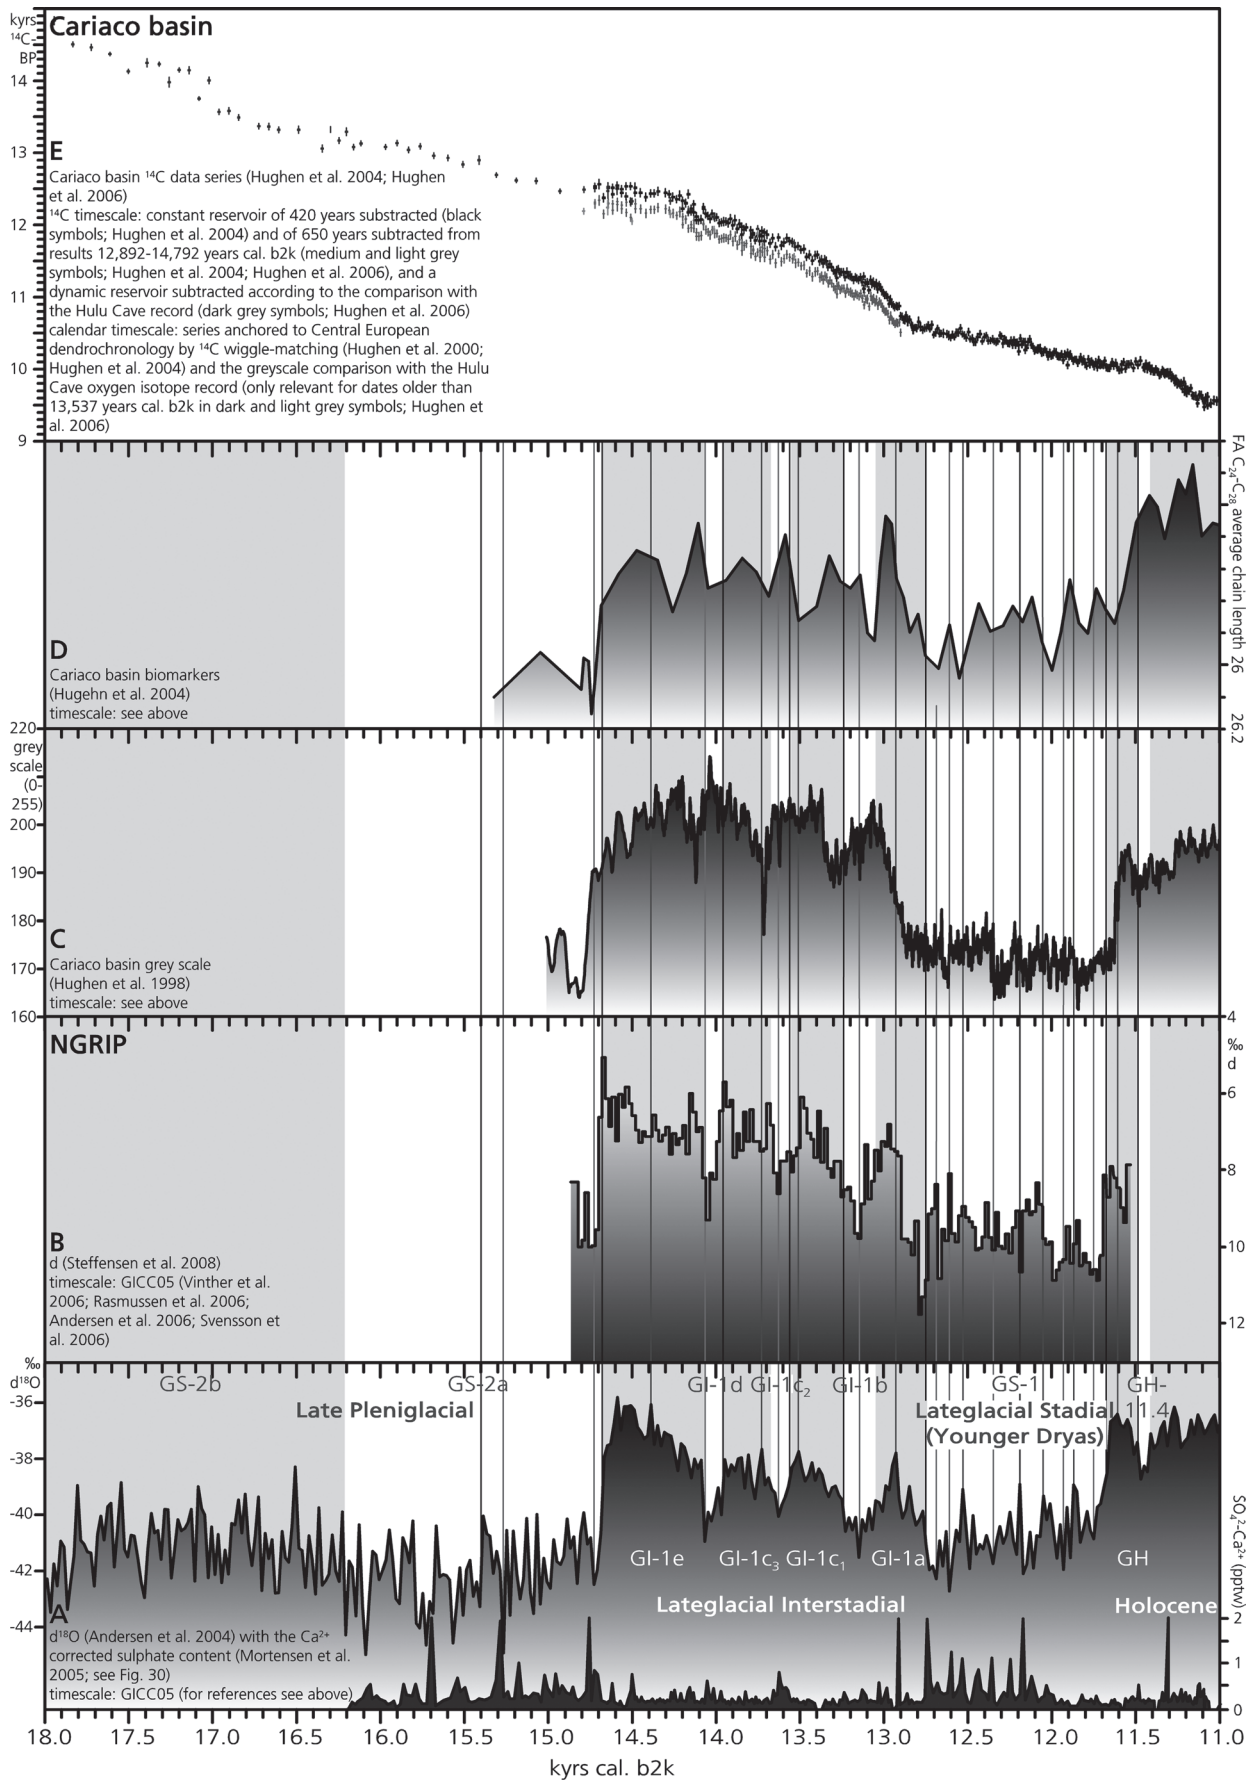 Cariaco basin
kyrs
¹⁴C-
BP
14
13
12
11
10
9
E
Cariaco basin ¹⁴C data series (Hughen et al. 2004; Hughen
et al. 2006)
¹⁴C timescale: constant reservoir of 420 years substracted (black
symbols; Hughen et al. 2004) and of 650 years subtracted from
results 12,892-14,792 years cal. b2k (medium and light grey
symbols; Hughen et al. 2004; Hughen et al. 2006), and a
dynamic reservoir subtracted according to the comparison with
the Hulu Cave record (dark grey symbols; Hughen et al. 2006)
calendar timescale: series anchored to Central European
dendrochronology by ¹⁴C wiggle-matching (Hughen et al. 2000;
Hughen et al. 2004) and the greyscale comparison with the Hulu
Cave oxygen isotope record (only relevant for dates older than
13,537 years cal. b2k in dark and light grey symbols; Hughen et
al. 2006)
FA C₂₄-C₂₈ average chain length
26
26.2
D
Cariaco basin biomarkers
(Hugehn et al. 2004)
timescale: see above
220
grey
scale
(0-
255)
200
190
180
170
160
C
Cariaco basin grey scale
(Hughen et al. 1998)
timescale: see above
NGRIP
4
‰
d
6
8
10
12
B
d (Steffensen et al. 2008)
timescale: GICC05 (Vinther et al.
2006; Rasmussen et al. 2006;
Andersen et al. 2006; Svensson et
al. 2006)
‰
d¹⁸O
-36
-38
-40
-42
-44
GS-2b
GS-2a
GI-1d
GI-1c₂
GI-1b
GS-1
GH-
11.4
Late Pleniglacial
Lateglacial Stadial
(Younger Dryas)
GI-1e
GI-1c₃
GI-1c₁
GI-1a
GH
Lateglacial Interstadial
Holocene
SO₄²-Ca²⁺ (pptw)
2
1
0
A
d¹⁸O (Andersen et al. 2004) with the Ca²⁺
corrected sulphate content (Mortensen et al.
2005; see Fig. 30)
timescale: GICC05 (for references see above)
18.0 17.0 16.5 16.0 15.5 15.0 14.5 14.0 13.5 13.0 12.5 12.0 11.5 11.0
kyrs cal. b2k